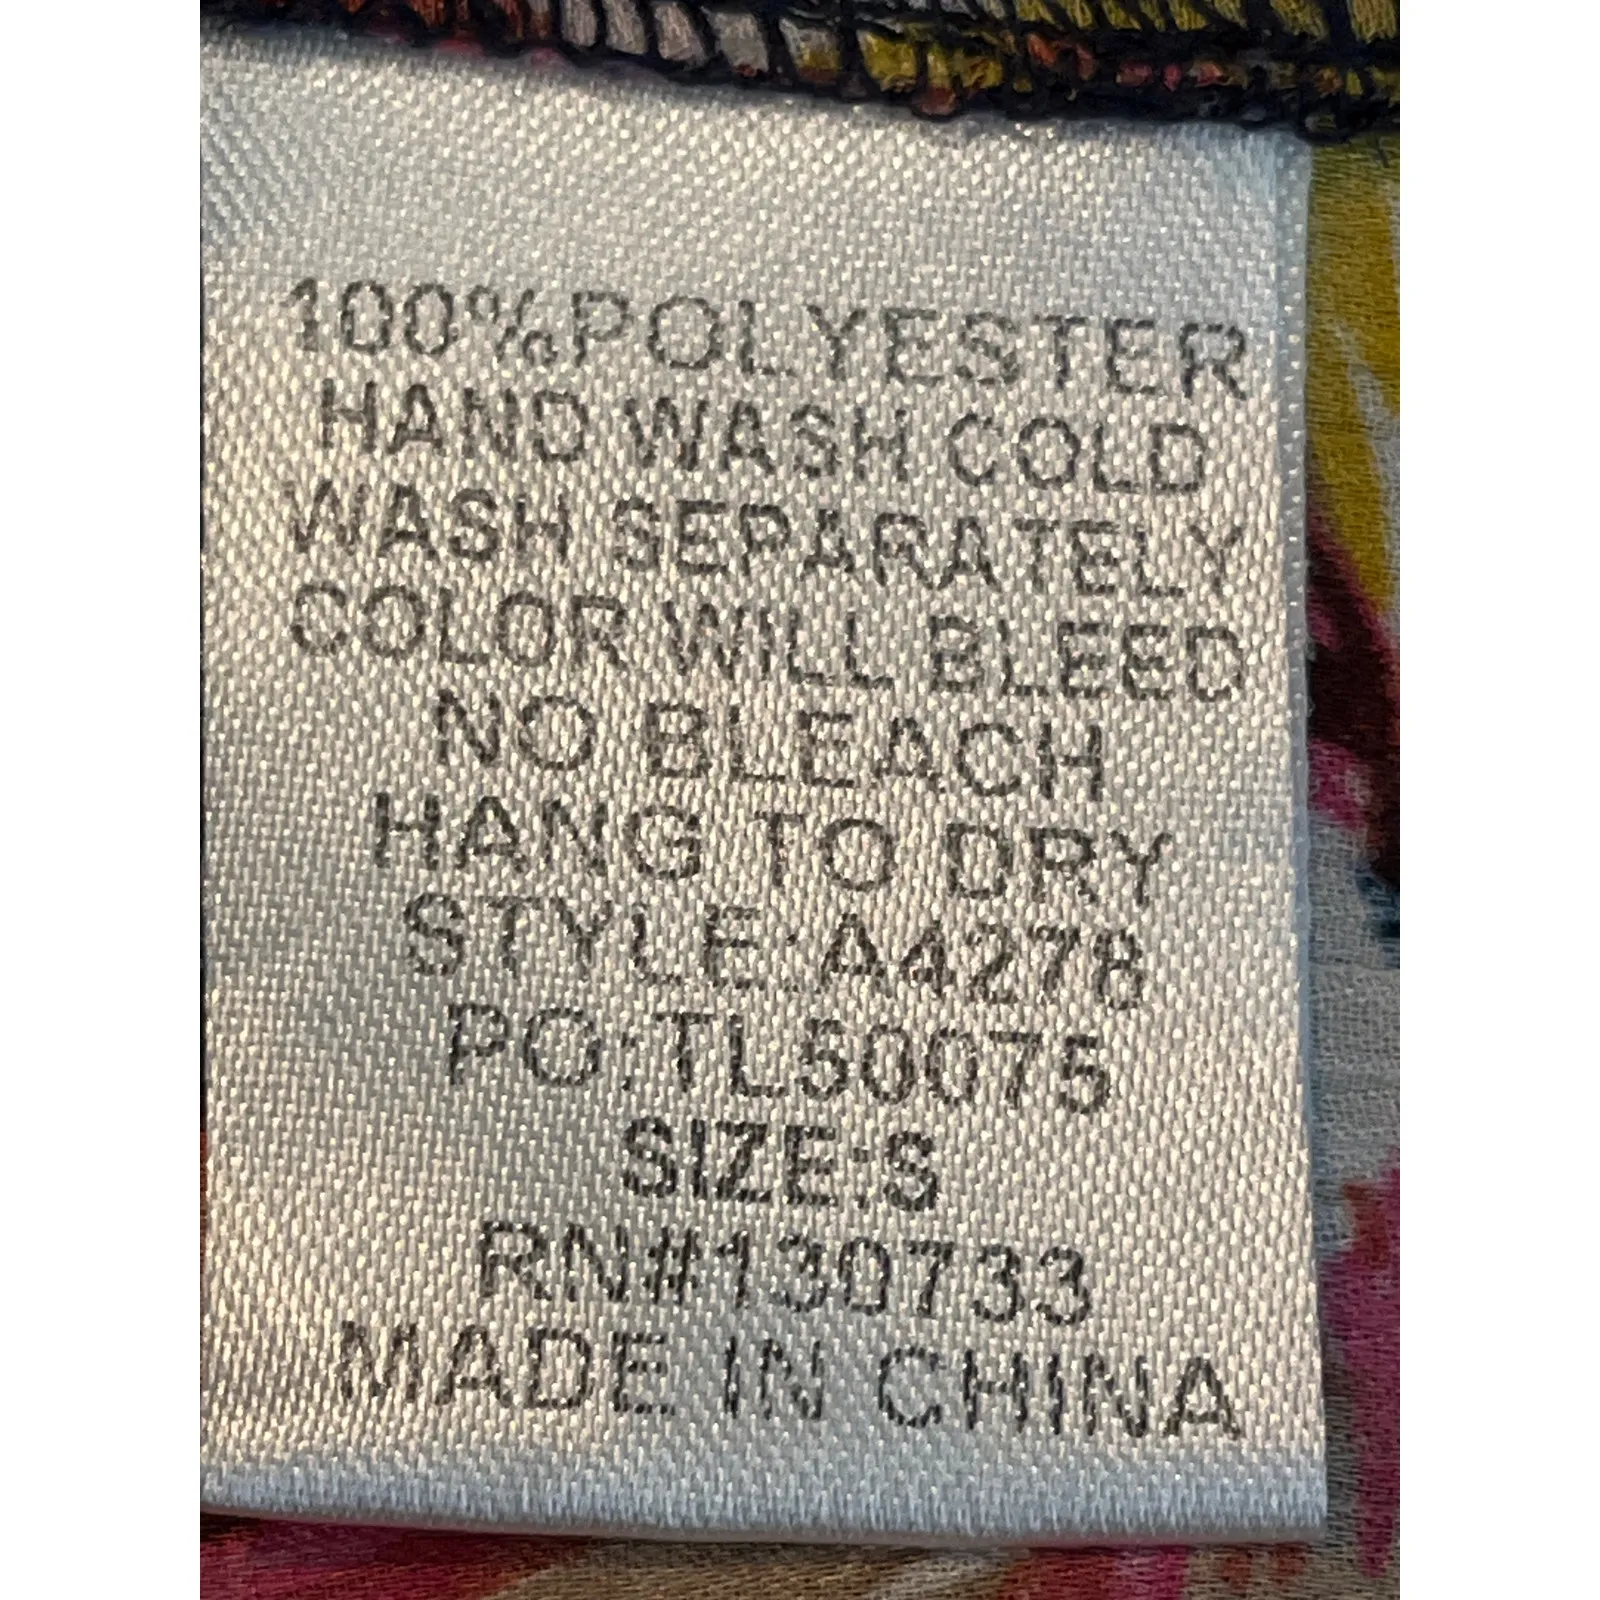 100%POLYESTER
HAND WASH COLD
WASH SEPARATELY
COLOR WILL BLEED
NO BLEACH
HANG TO DRY
STYLE:A4278
PO:TL50075
SIZE:S
RN#130733
MADE IN CHINA